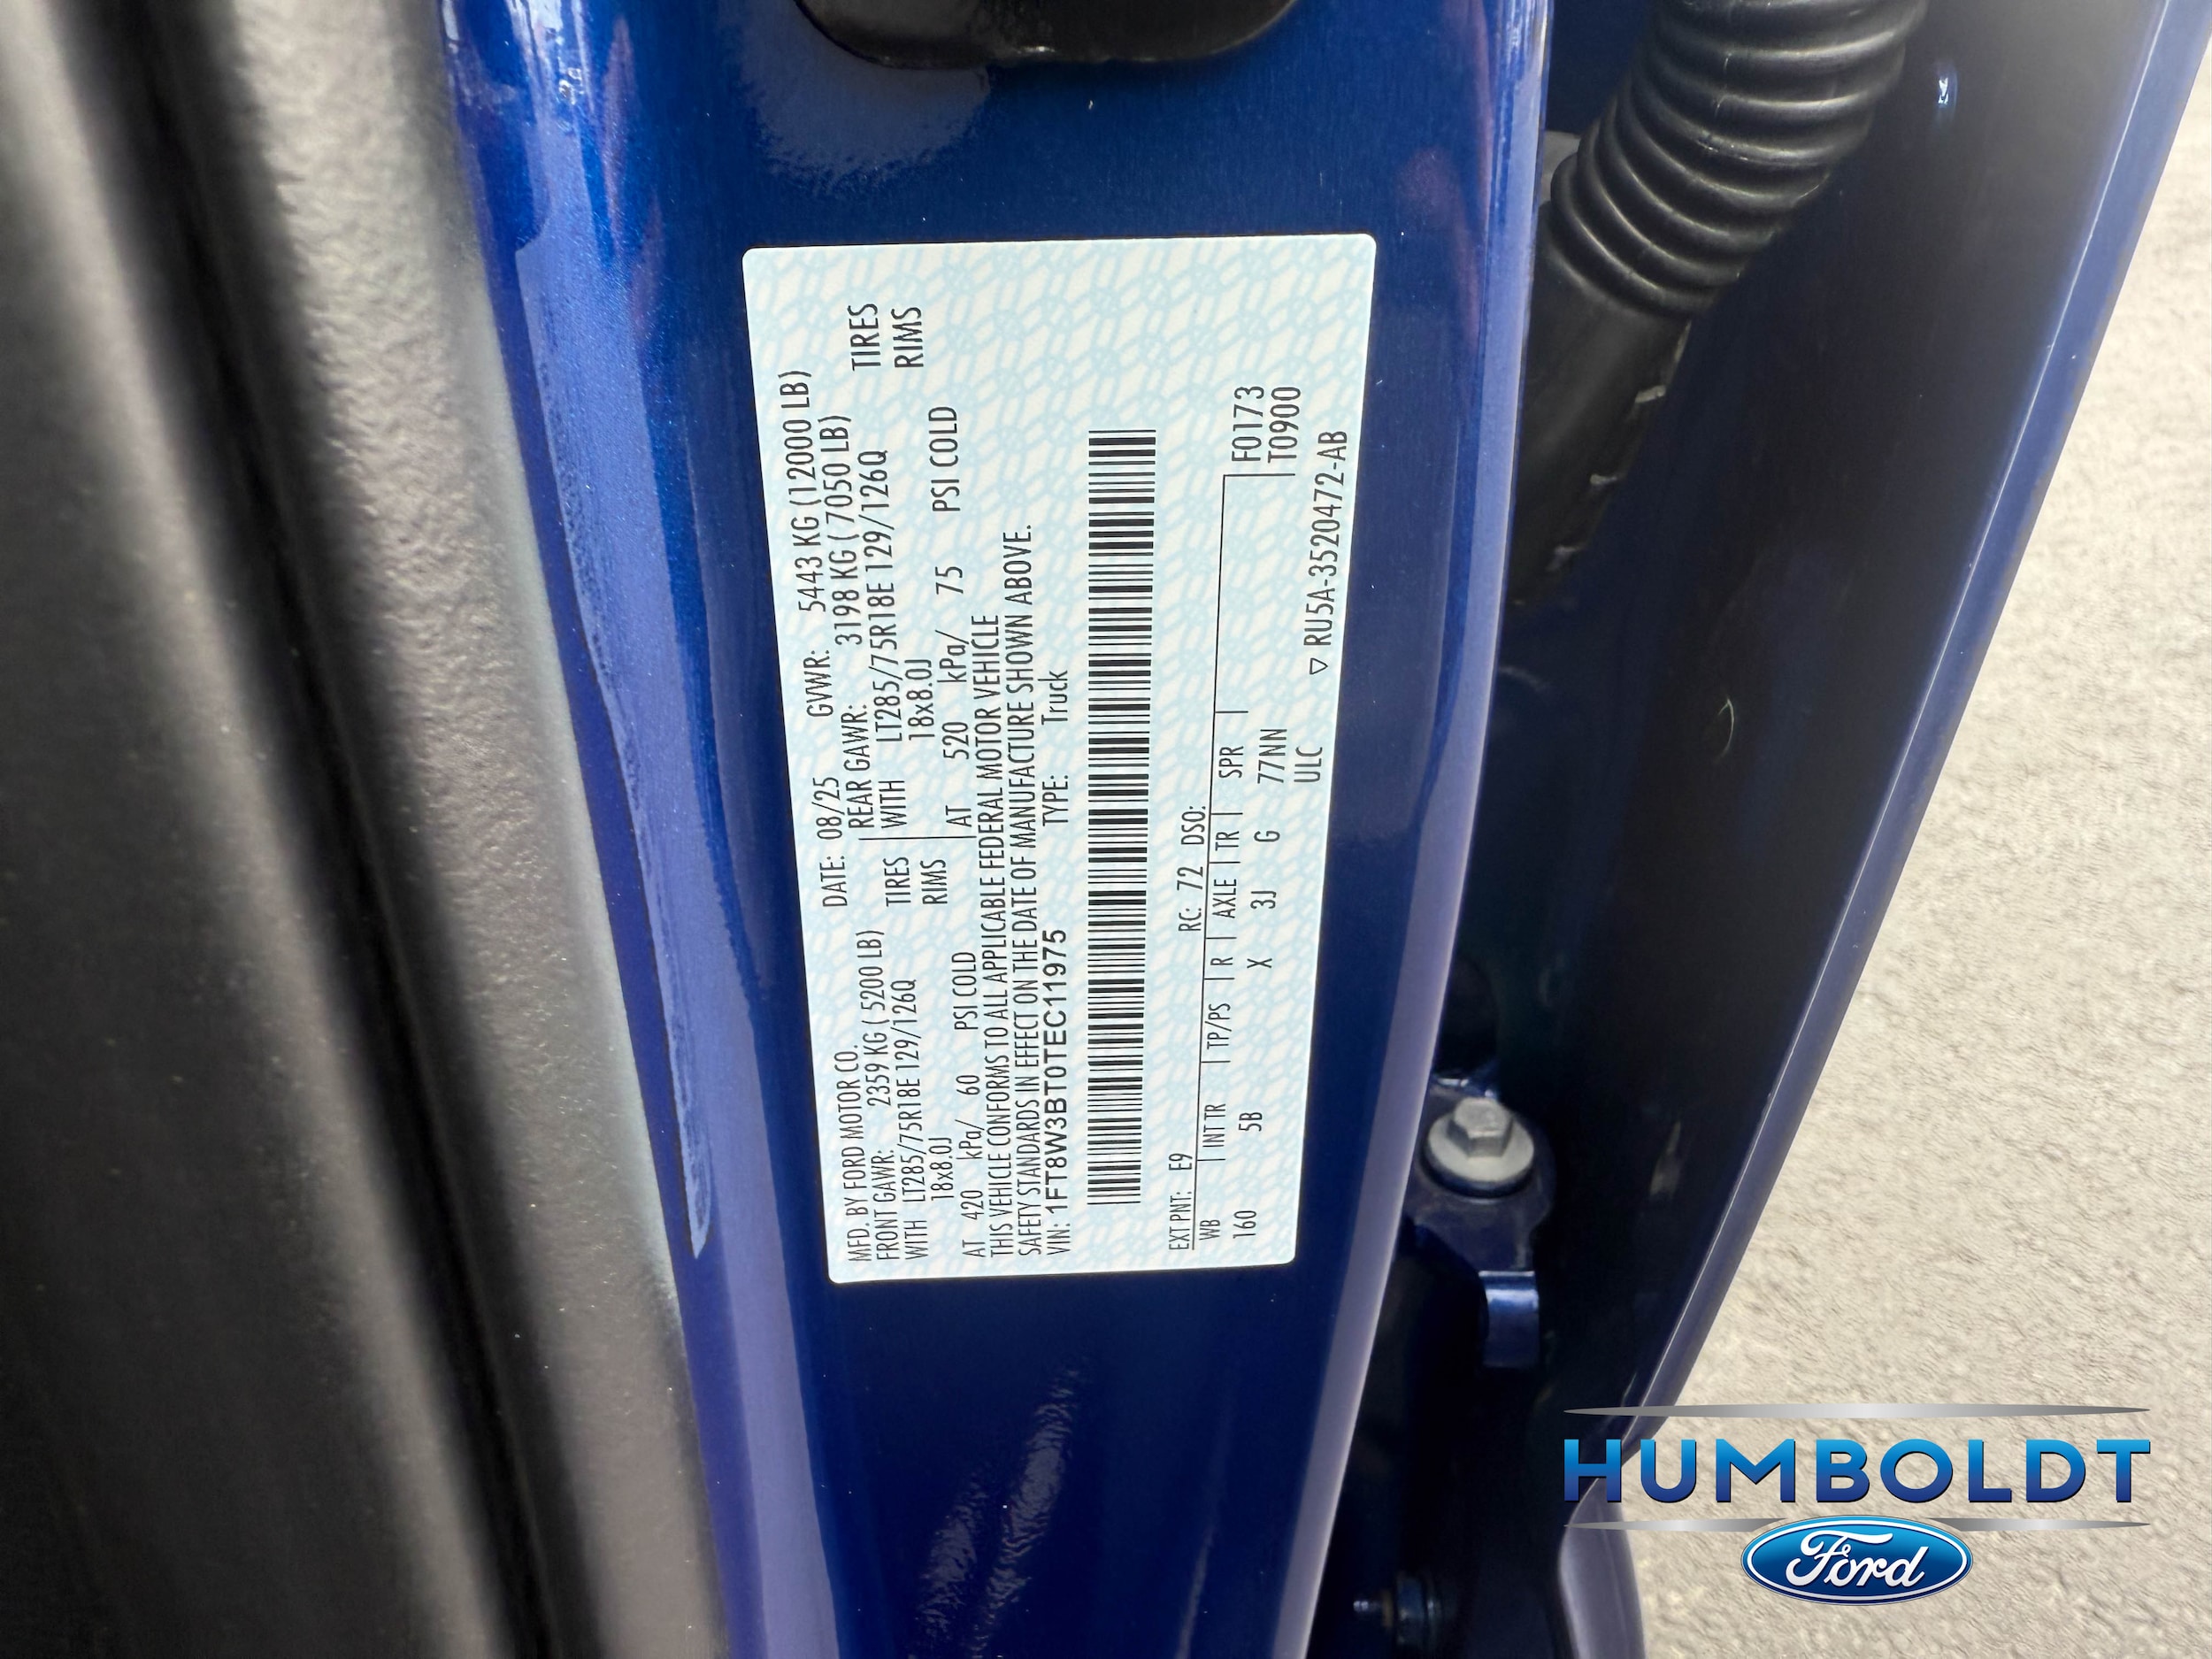 MFD. BY FORD MOTOR CO. DATE: 08/25 GVWR: 5443 KG (12000 LB)
FRONT GAWR: 2359 KG ( 5200 LB) REAR GAWR: 3198 KG ( 7050 LB)
WITH LT285/75R18E 129/126Q TIRES WITH LT285/75R18E 129/126Q TIRES
18x8.0J RIMS 18x8.0J RIMS
AT 420 kPa/ 60 PSI COLD AT 520 kPa/ 75 PSI COLD
THIS VEHICLE CONFORMS TO ALL APPLICABLE FEDERAL MOTOR VEHICLE
SAFETY STANDARDS IN EFFECT ON THE DATE OF MANUFACTURE SHOWN ABOVE.
VIN: 1FT8W3BT0TEC11975 TYPE: Truck
EXT PNT: E9 RC: 72 DSO:
WB INT TR TP/PS R AXLE TR SPR F0173
160 5B X 3J G 77NN T0900
ULC ▽ RU5A-3520472-AB
HUMBOLDT
Ford